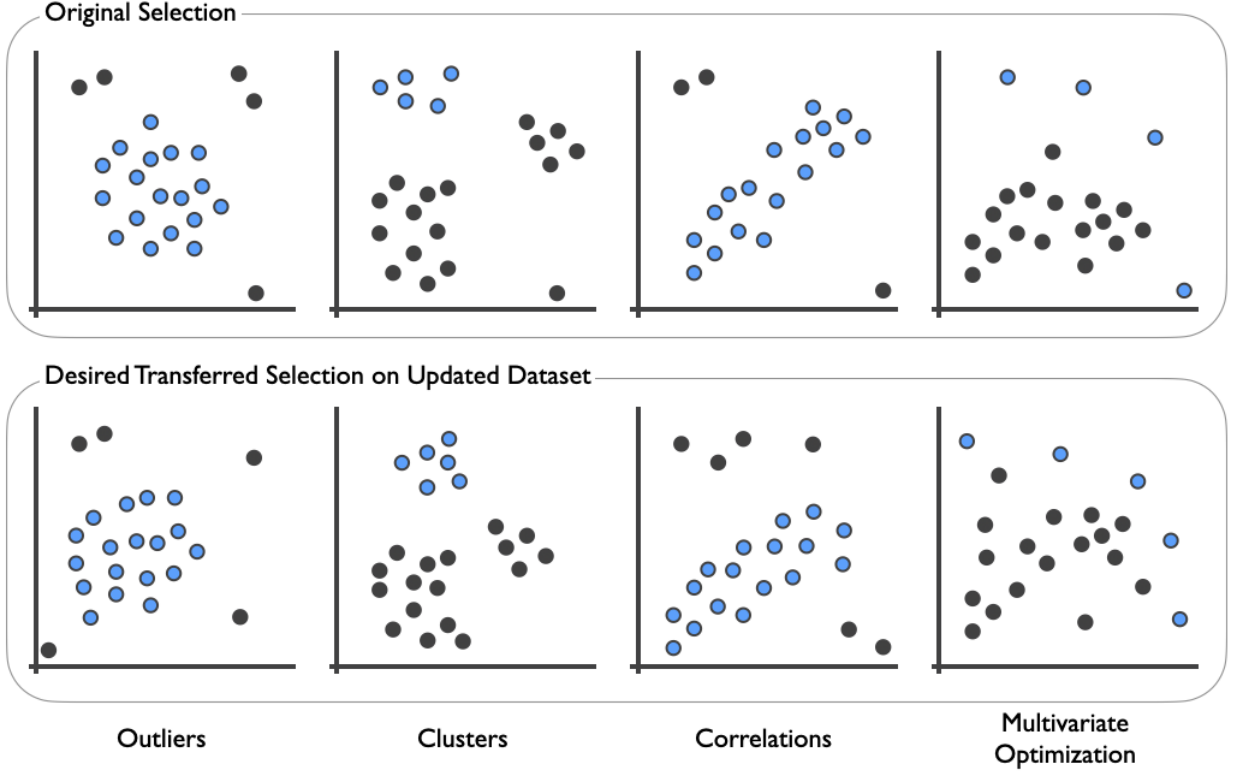 Original Selection
Desired Transferred Selection on Updated Dataset
Outliers
Clusters
Correlations
Multivariate
Optimization